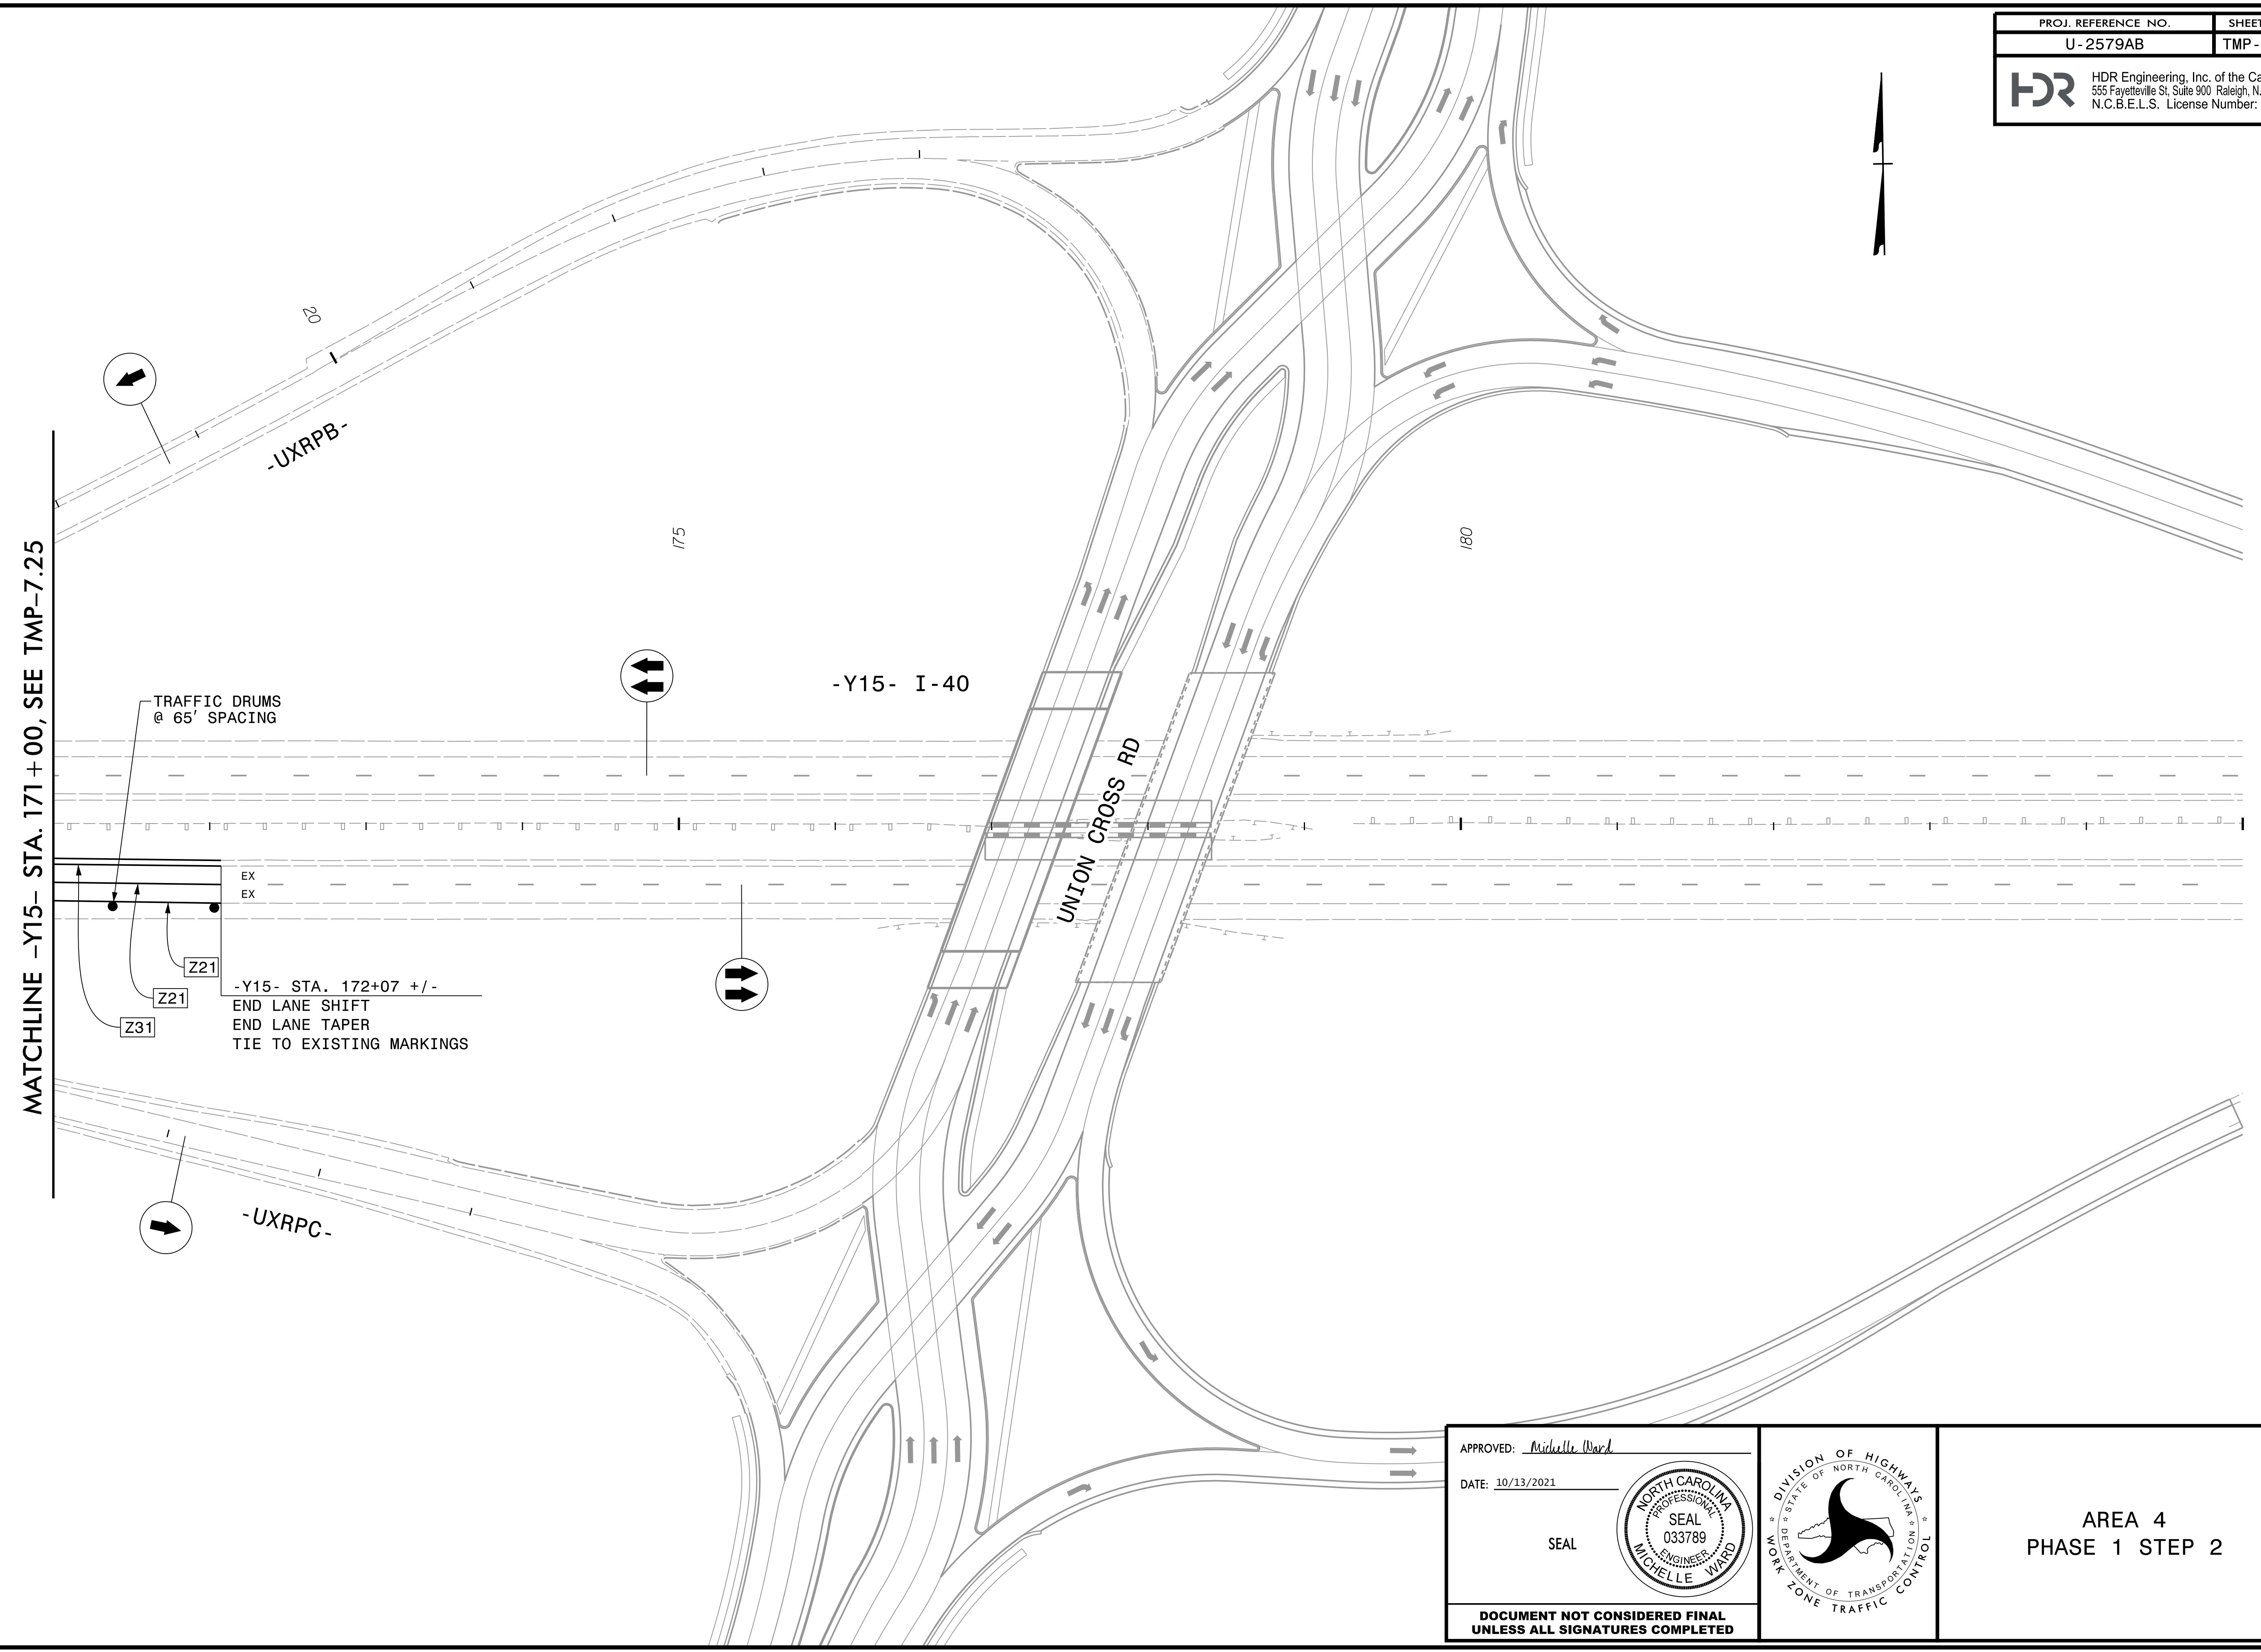 PROJ. REFERENCE NO.
SHEET
U-2579AB
TMP-
HDR
HDR Engineering, Inc. of the Ca
555 Fayetteville St, Suite 900 Raleigh, N.
N.C.B.E.L.S. License Number:
20
-UXRPB-
175
180
MATCHLINE -Y15- STA. 171+00, SEE TMP-7.25
TRAFFIC DRUMS
@ 65' SPACING
-Y15- I-40
UNION CROSS RD
EX
EX
Z21
Z21
Z31
-Y15- STA. 172+07 +/-
END LANE SHIFT
END LANE TAPER
TIE TO EXISTING MARKINGS
-UXRPC-
APPROVED: Michelle Ward
DATE: 10/13/2021
SEAL
NORTH CAROLINA
PROFESSIONAL
SEAL
033789
ENGINEER
MICHELLE WARD
DOCUMENT NOT CONSIDERED FINAL
UNLESS ALL SIGNATURES COMPLETED
DIVISION OF HIGHWAYS
STATE OF NORTH CAROLINA
DEPARTMENT OF TRANSPORTATION
WORK ZONE TRAFFIC CONTROL
AREA 4
PHASE 1 STEP 2